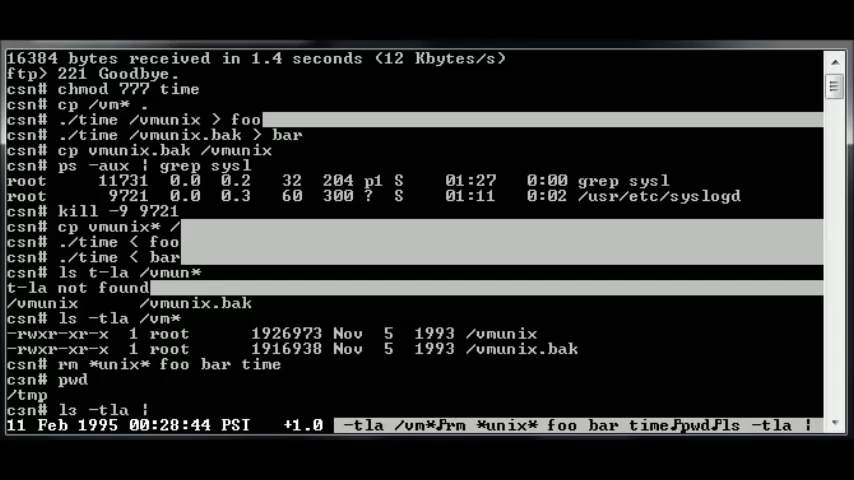 16384 bytes received in 1.4 seconds (12 Kbytes/s)
ftp> 221 Goodbye.
csn# chmod 777 time
csn# cp /vm* .
csn# ./time /vmunix > foo
csn# ./time /vmunix.bak > bar
csn# cp vmunix.bak /vmunix
csn# ps -aux | grep sysl
root 11731 0.0 0.2 32 204 p1 S 01:27 0:00 grep sysl
root 9721 0.0 0.3 60 300 ? S 01:11 0:02 /usr/etc/syslogd
csn# kill -9 9721
csn# cp vmunix* /
csn# ./time < foo
csn# ./time < bar
csn# ls t-la /vmun*
t-la not found
/vmunix /vmunix.bak
csn# ls -tla /vm*
-rwxr-xr-x 1 root 1926973 Nov 5 1993 /vmunix
-rwxr-xr-x 1 root 1916938 Nov 5 1993 /vmunix.bak
csn# rm *unix* foo bar time
csn# pwd
/tmp
csn# ls -tla |
11 Feb 1995 00:28:44 PST +1.0 -tla /vm*♪rm *unix* foo bar time♪pwd♪ls -tla |